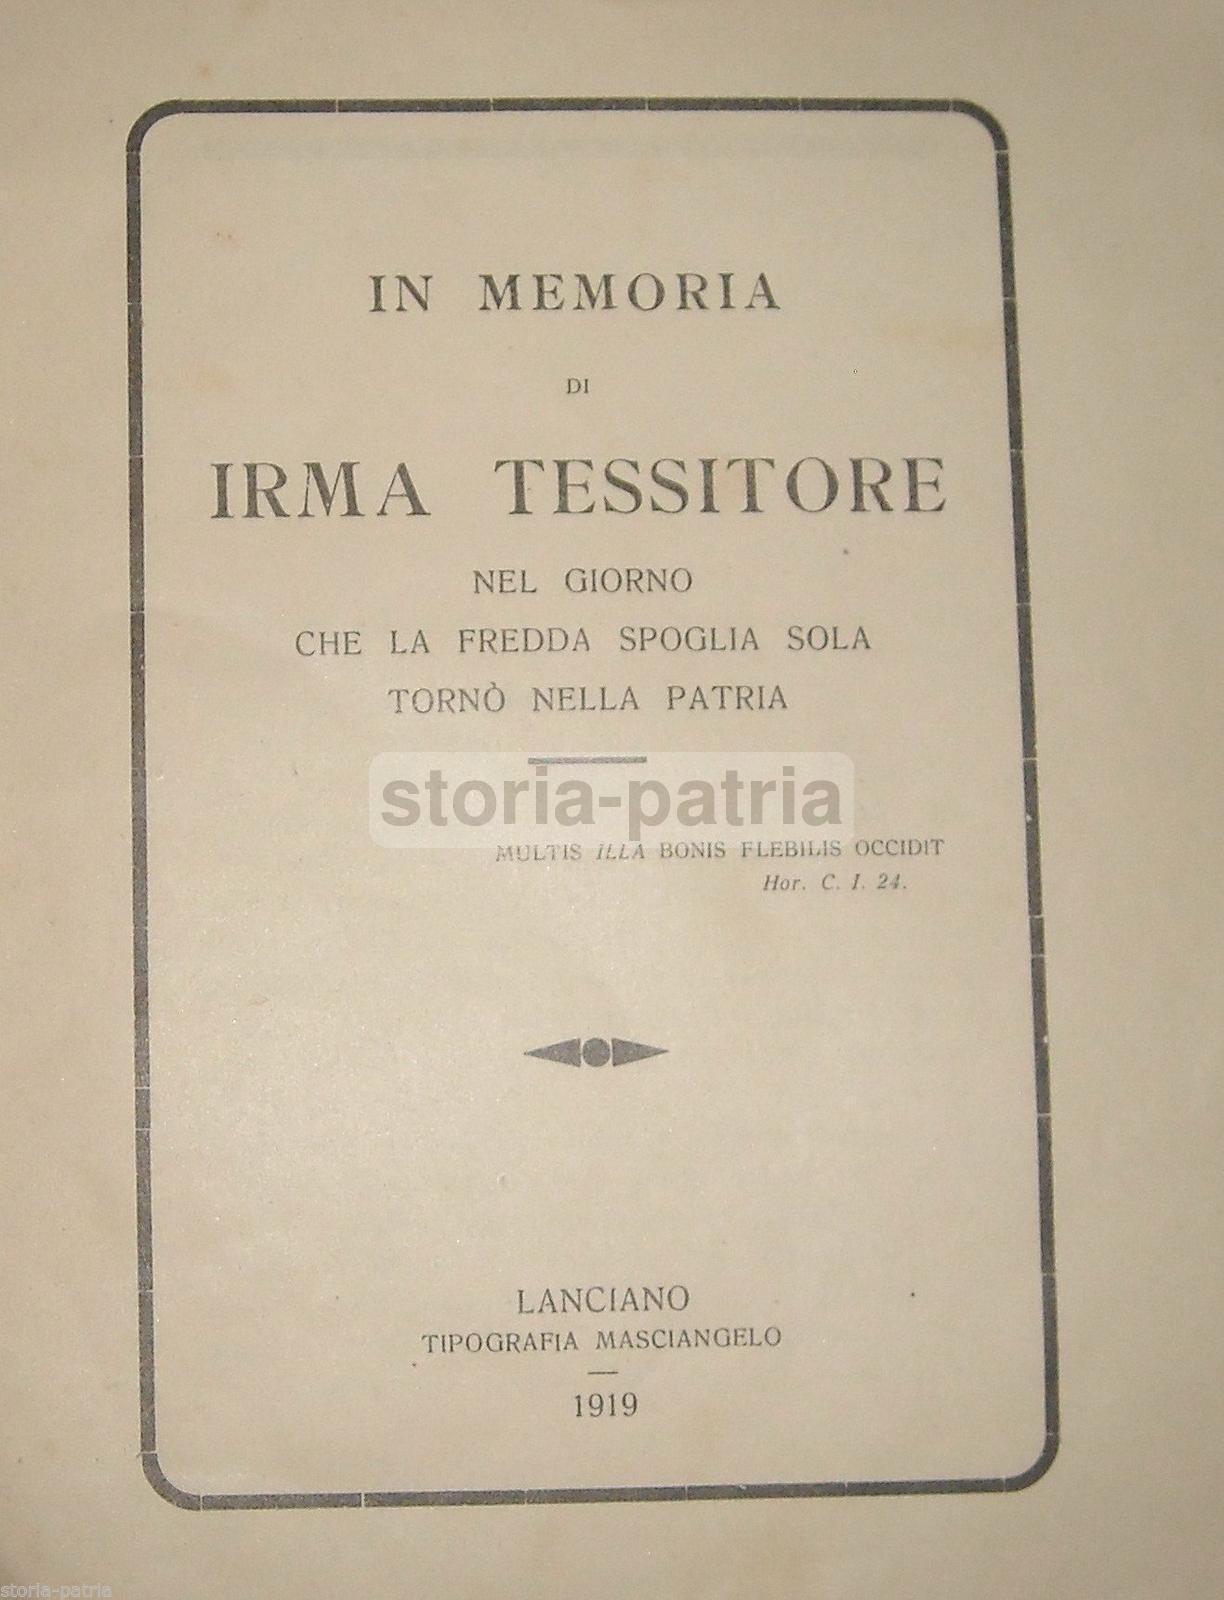 IN MEMORIA
DI
IRMA TESSITORE
NEL GIORNO
CHE LA FREDDA SPOGLIA SOLA
TORNÒ NELLA PATRIA
storia-patria
MULTIS ILLA BONIS FLEBILIS OCCIDIT
Hor. C. I. 24.
LANCIANO
TIPOGRAFIA MASCIANGELO
1919
storia-patria